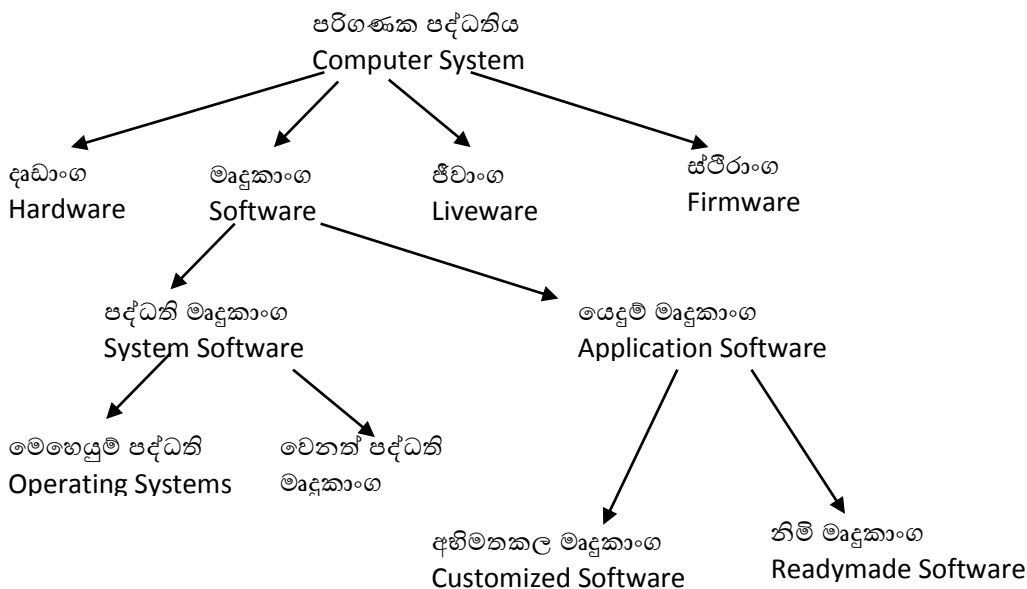 පරිගණක පද්ධතිය
Computer System
දෘඩාංග
Hardware
මෘදුකාංග
Software
ජීවාංග
Liveware
ස්ථිරාංග
Firmware
පද්ධති මෘදුකාංග
System Software
යෙදුම් මෘදුකාංග
Application Software
මෙහෙයුම් පද්ධති
Operating Systems
වෙනත් පද්ධති
මෘදුකාංග
අභිමතකල මෘදුකාංග
Customized Software
නිමි මෘදුකාංග
Readymade Software